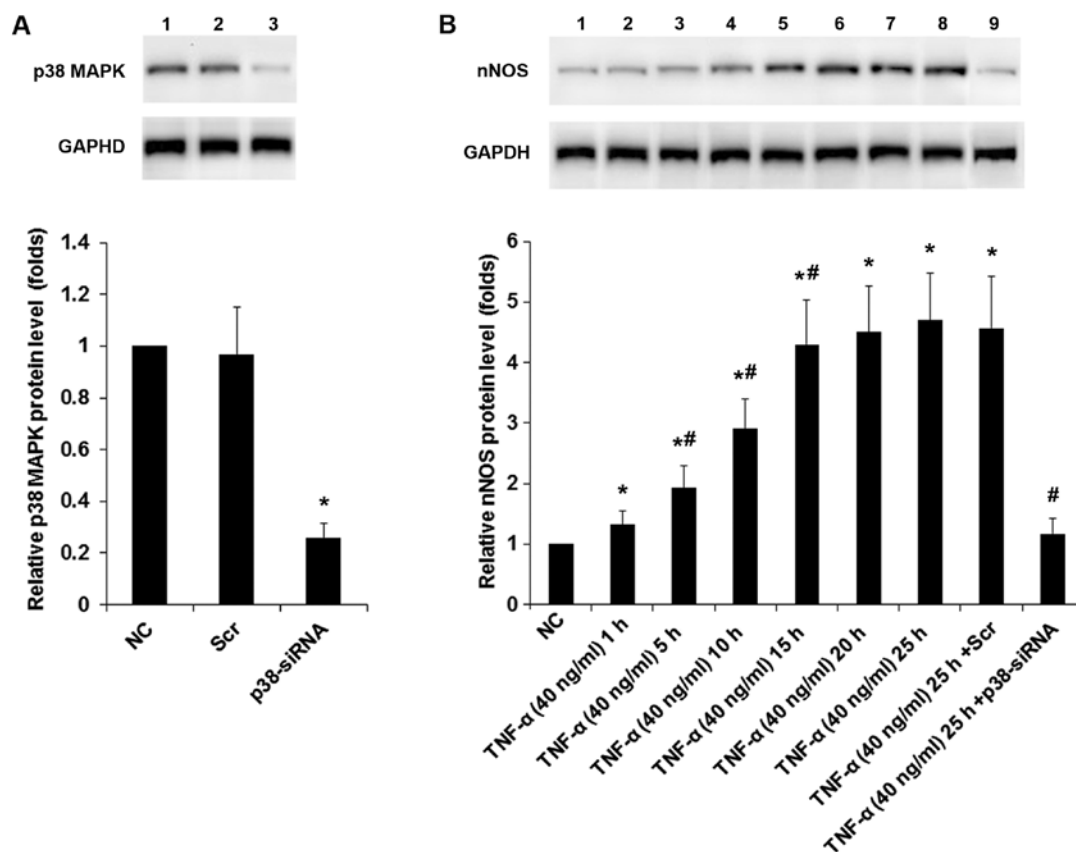 A
1 2 3
p38 MAPK
GAPHD
Relative p38 MAPK protein level (folds)
1.4
1.2
1
0.8
0.6
0.4
0.2
0
*
NC
Scr
p38-siRNA
B
1 2 3 4 5 6 7 8 9
nNOS
GAPDH
Relative nNOS protein level (folds)
6
5
4
3
2
1
0
*
*#
*#
*#
*
*
*
#
NC
TNF-α (40 ng/ml) 1 h
TNF-α (40 ng/ml) 5 h
TNF-α (40 ng/ml) 10 h
TNF-α (40 ng/ml) 15 h
TNF-α (40 ng/ml) 20 h
TNF-α (40 ng/ml) 25 h
TNF-α (40 ng/ml) 25 h +Scr
TNF-α (40 ng/ml) 25 h +p38-siRNA